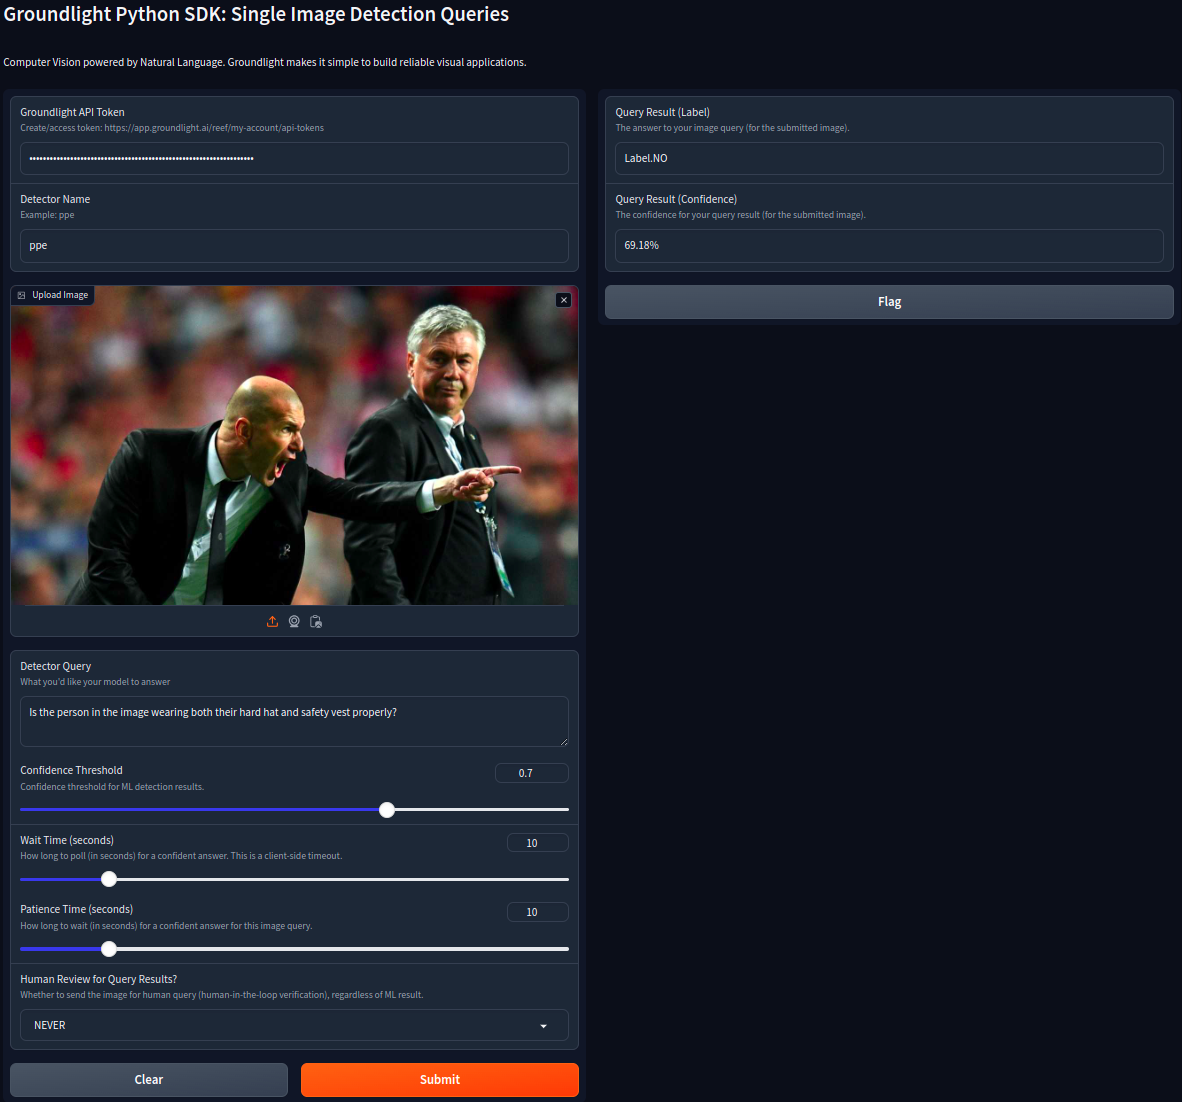 Groundlight Python SDK: Single Image Detection Queries
Computer Vision powered by Natural Language. Groundlight makes it simple to build reliable visual applications.
Groundlight API Token
Create/access token: https://app.groundlight.ai/reef/my-account/api-tokens
Detector Name
Example: ppe
ppe
Upload Image
Detector Query
What you'd like your model to answer
Is the person in the image wearing both their hard hat and safety vest properly?
Confidence Threshold
0.7
Confidence threshold for ML detection results.
Wait Time (seconds)
10
How long to poll (in seconds) for a confident answer. This is a client-side timeout.
Patience Time (seconds)
10
How long to wait (in seconds) for a confident answer for this image query.
Human Review for Query Results?
Whether to send the image for human query (human-in-the-loop verification), regardless of ML result.
NEVER
Clear
Submit
Query Result (Label)
The answer to your image query (for the submitted image).
Label.NO
Query Result (Confidence)
The confidence for your query result (for the submitted image).
69.18%
Flag